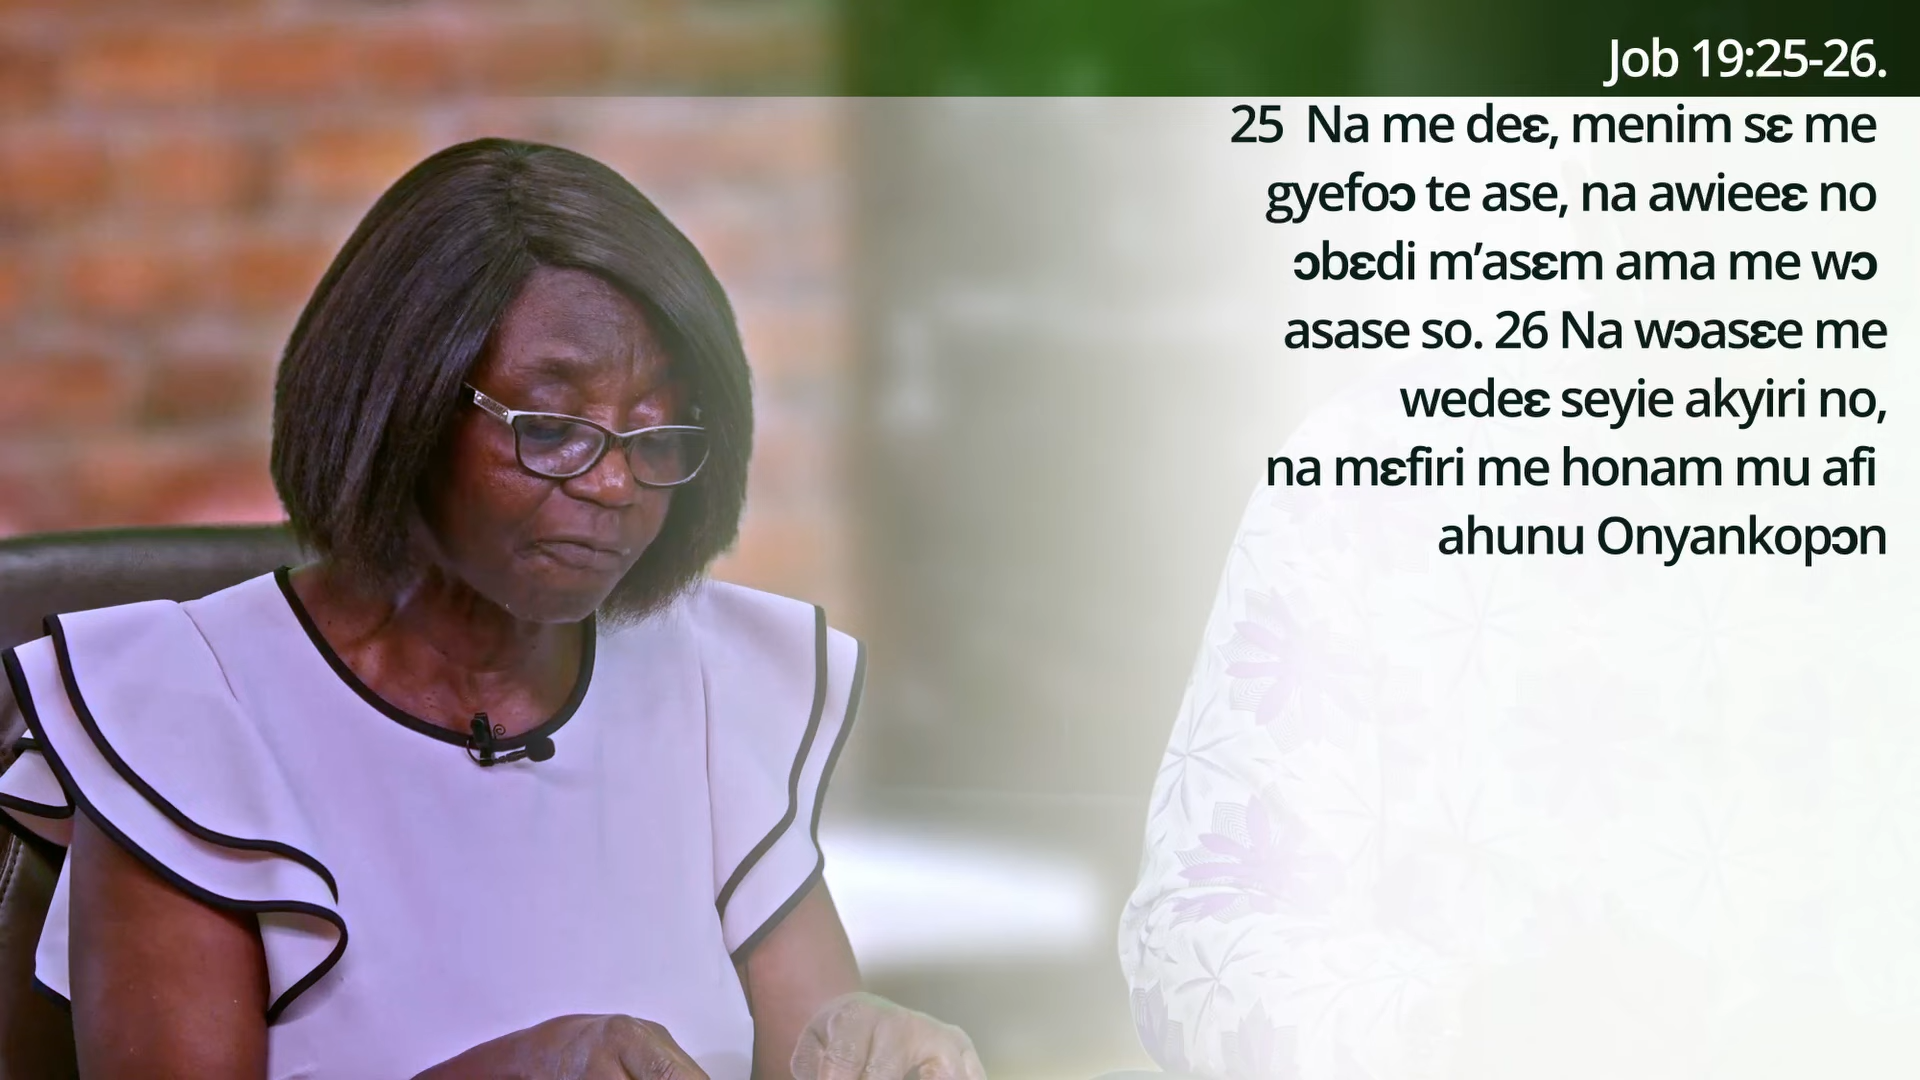 Job 19:25-26.
25 Na me deɛ, menim sɛ me
gyefoɔ te ase, na awieeɛ no
ɔbɛdi m’asɛm ama me wɔ
asase so. 26 Na wɔasɛe me
wedeɛ seyie akyiri no,
na mɛfiri me honam mu afi
ahunu Onyankopɔn